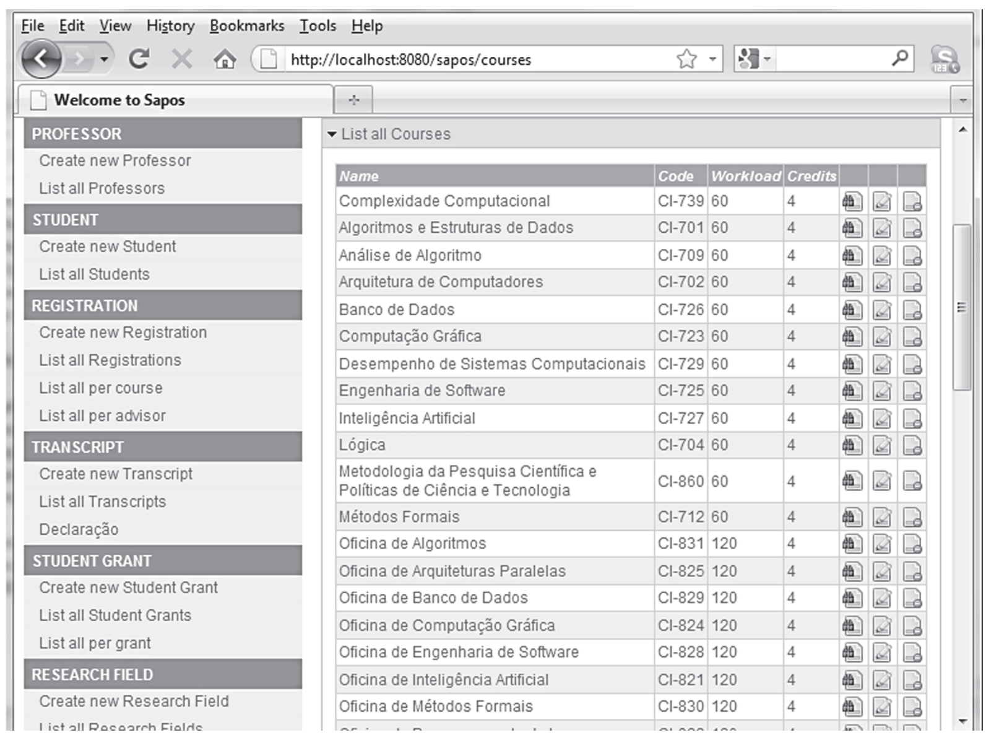 File Edit View History Bookmarks Tools Help
http://localhost:8080/sapos/courses
123
Welcome to Sapos
PROFESSOR
Create new Professor
List all Professors
STUDENT
Create new Student
List all Students
REGISTRATION
Create new Registration
List all Registrations
List all per course
List all per advisor
TRANSCRIPT
Create new Transcript
List all Transcripts
Declaração
STUDENT GRANT
Create new Student Grant
List all Student Grants
List all per grant
RESEARCH FIELD
Create new Research Field
List all Research Fields
List all Courses
Name Code Workload Credits
Complexidade Computacional CI-739 60 4
Algoritmos e Estruturas de Dados CI-701 60 4
Análise de Algoritmo CI-709 60 4
Arquitetura de Computadores CI-702 60 4
Banco de Dados CI-726 60 4
Computação Gráfica CI-723 60 4
Desempenho de Sistemas Computacionais CI-729 60 4
Engenharia de Software CI-725 60 4
Inteligência Artificial CI-727 60 4
Lógica CI-704 60 4
Metodologia da Pesquisa Científica e
Políticas de Ciência e Tecnologia CI-860 60 4
Métodos Formais CI-712 60 4
Oficina de Algoritmos CI-831 120 4
Oficina de Arquiteturas Paralelas CI-825 120 4
Oficina de Banco de Dados CI-829 120 4
Oficina de Computação Gráfica CI-824 120 4
Oficina de Engenharia de Software CI-828 120 4
Oficina de Inteligência Artificial CI-821 120 4
Oficina de Métodos Formais CI-830 120 4